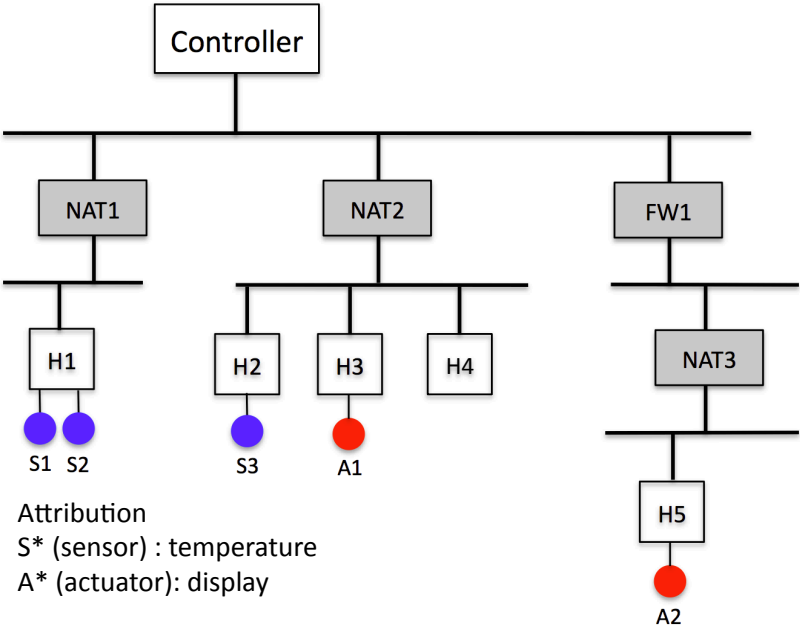 Controller
NAT1
NAT2
FW1
H1
H2
H3
H4
NAT3
S1 S2
S3
A1
H5
A2
Attribution
S* (sensor) : temperature
A* (actuator): display